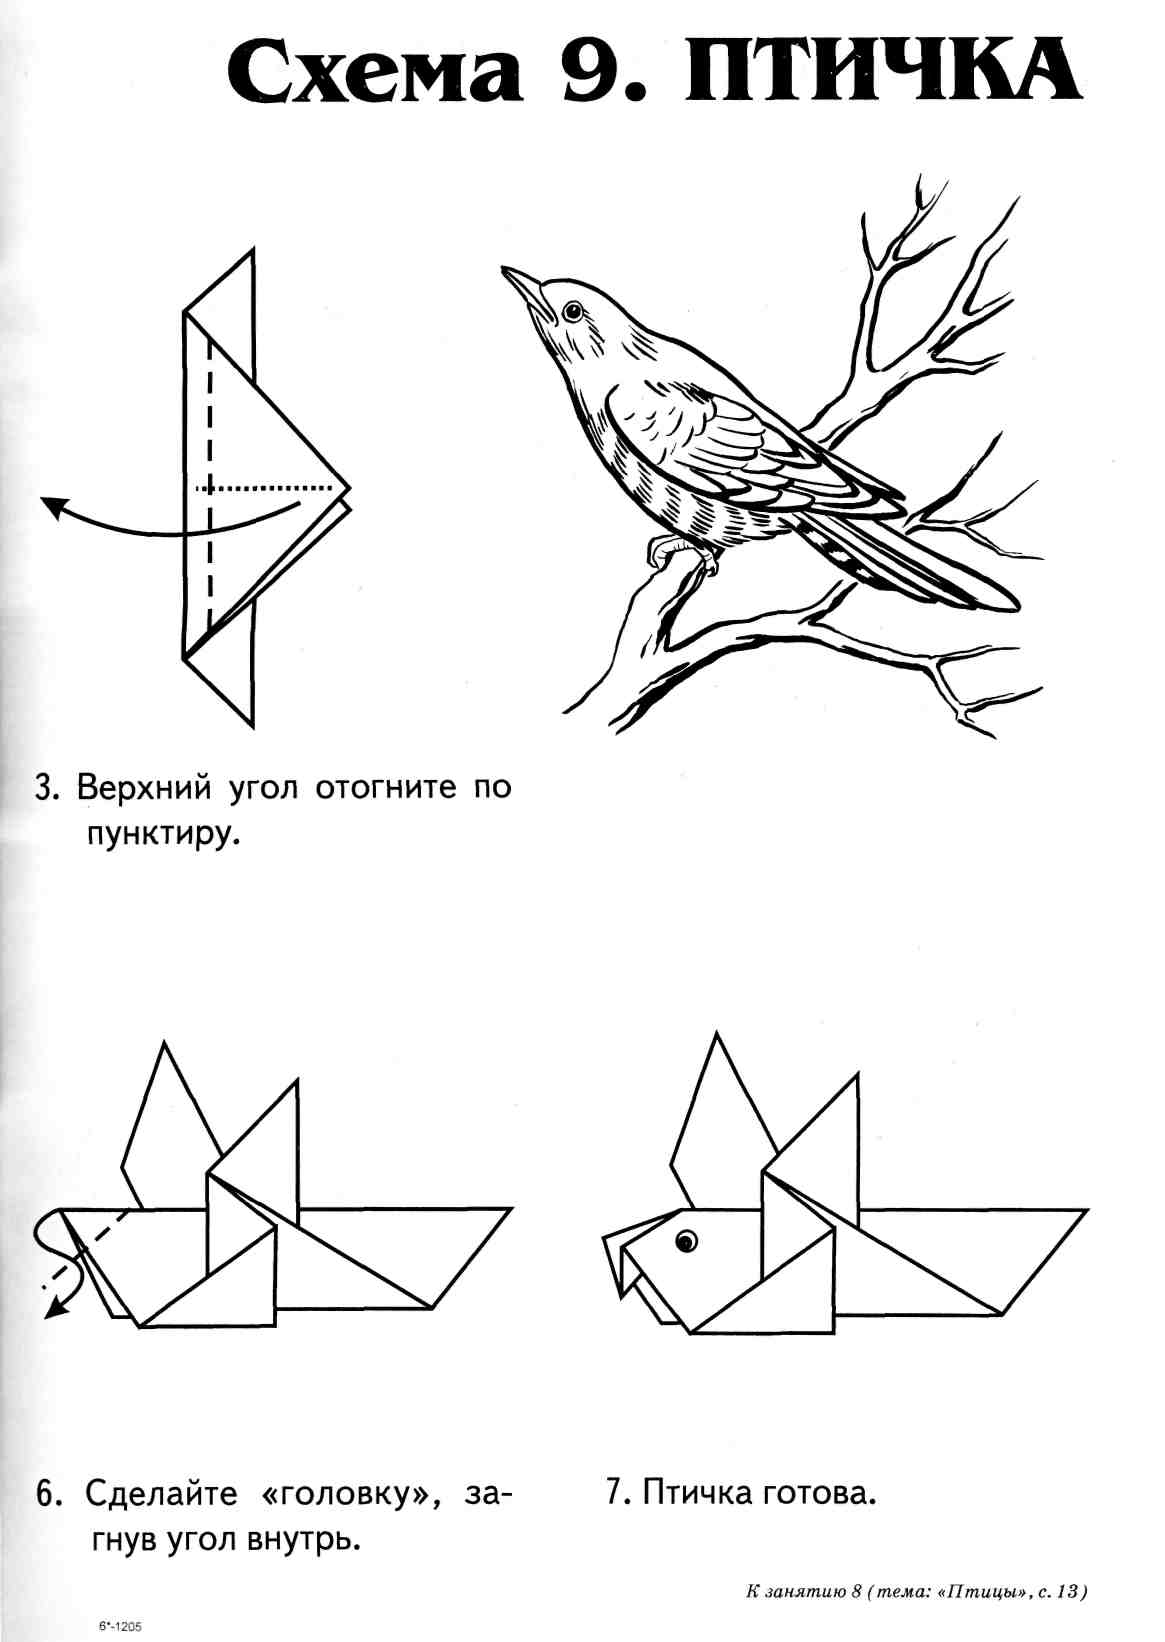 Схема 9. ПТИЧКА
3. Верхний угол отогните по
пунктиру.
6. Сделайте «головку», за-
гнув угол внутрь.
7. Птичка готова.
К занятию 8 (тема: «Птицы», с. 13)
6*-1205